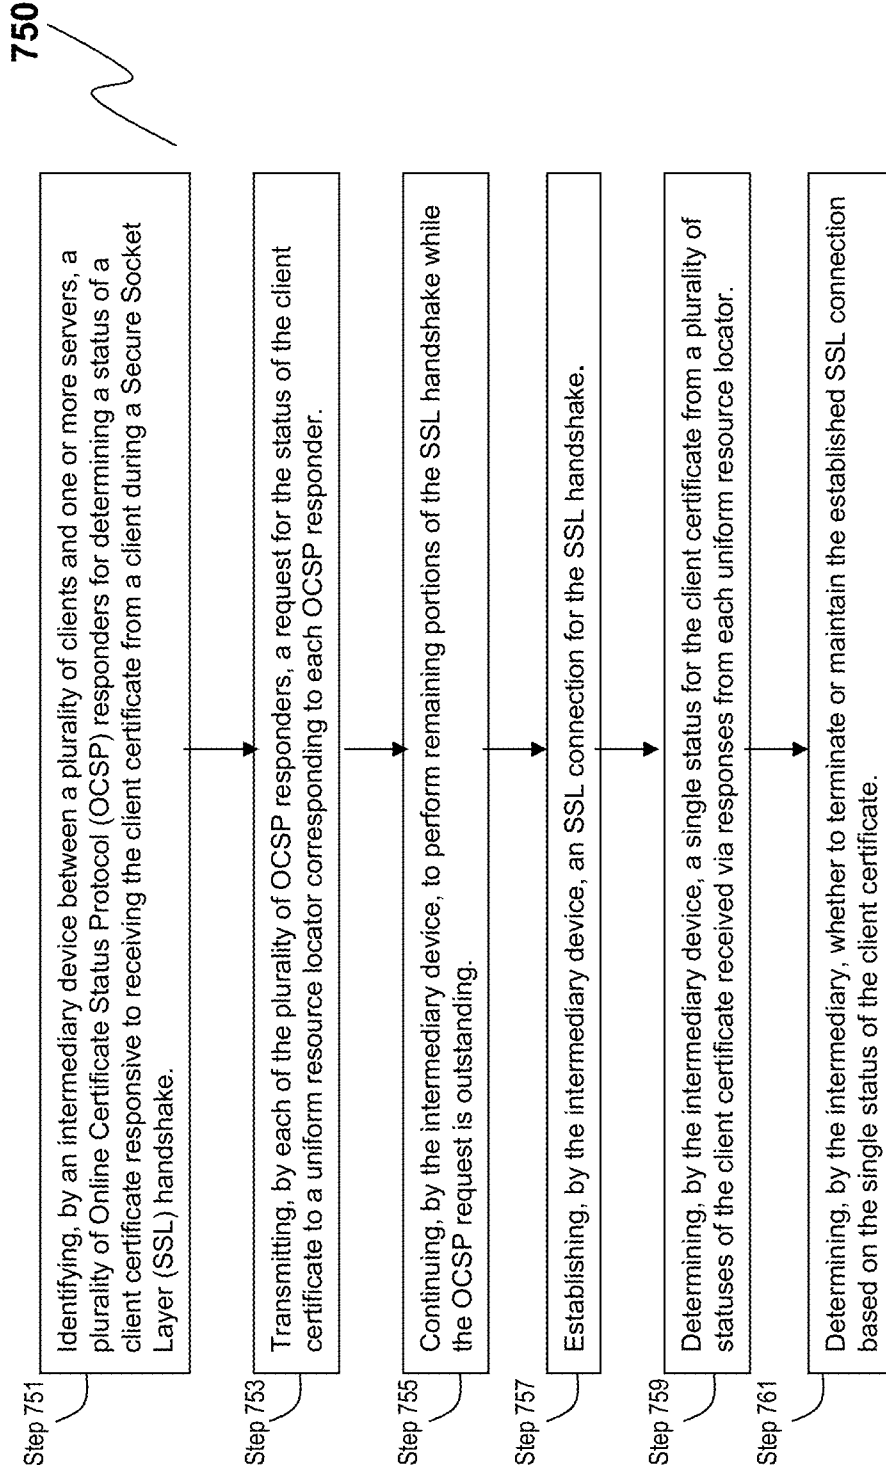 750
Step 751
Identifying, by an intermediary device between a plurality of clients and one or more servers, a
plurality of Online Certificate Status Protocol (OCSP) responders for determining a status of a
client certificate responsive to receiving the client certificate from a client during a Secure Socket
Layer (SSL) handshake.
Step 753
Transmitting, by each of the plurality of OCSP responders, a request for the status of the client
certificate to a uniform resource locator corresponding to each OCSP responder.
Step 755
Continuing, by the intermediary device, to perform remaining portions of the SSL handshake while
the OCSP request is outstanding.
Step 757
Establishing, by the intermediary device, an SSL connection for the SSL handshake.
Step 759
Determining, by the intermediary device, a single status for the client certificate from a plurality of
statuses of the client certificate received via responses from each uniform resource locator.
Step 761
Determining, by the intermediary, whether to terminate or maintain the established SSL connection
based on the single status of the client certificate.